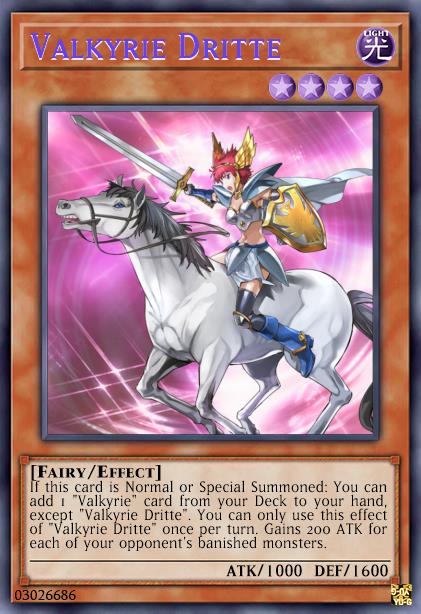 VALKYRIE DRITTE
LIGHT
光
[FAIRY/EFFECT]
If this card is Normal or Special Summoned: You can
add 1 "Valkyrie" card from your Deck to your hand,
except "Valkyrie Dritte". You can only use this effect
of "Valkyrie Dritte" once per turn. Gains 200 ATK for
each of your opponent's banished monsters.
ATK/1000 DEF/1600
03026686